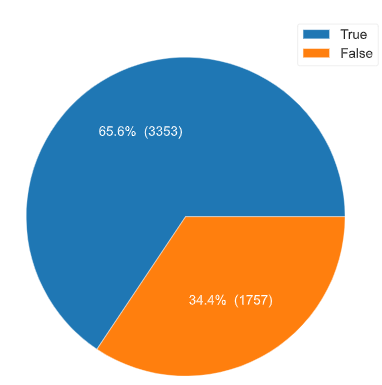 True
False
65.6% (3353)
34.4% (1757)